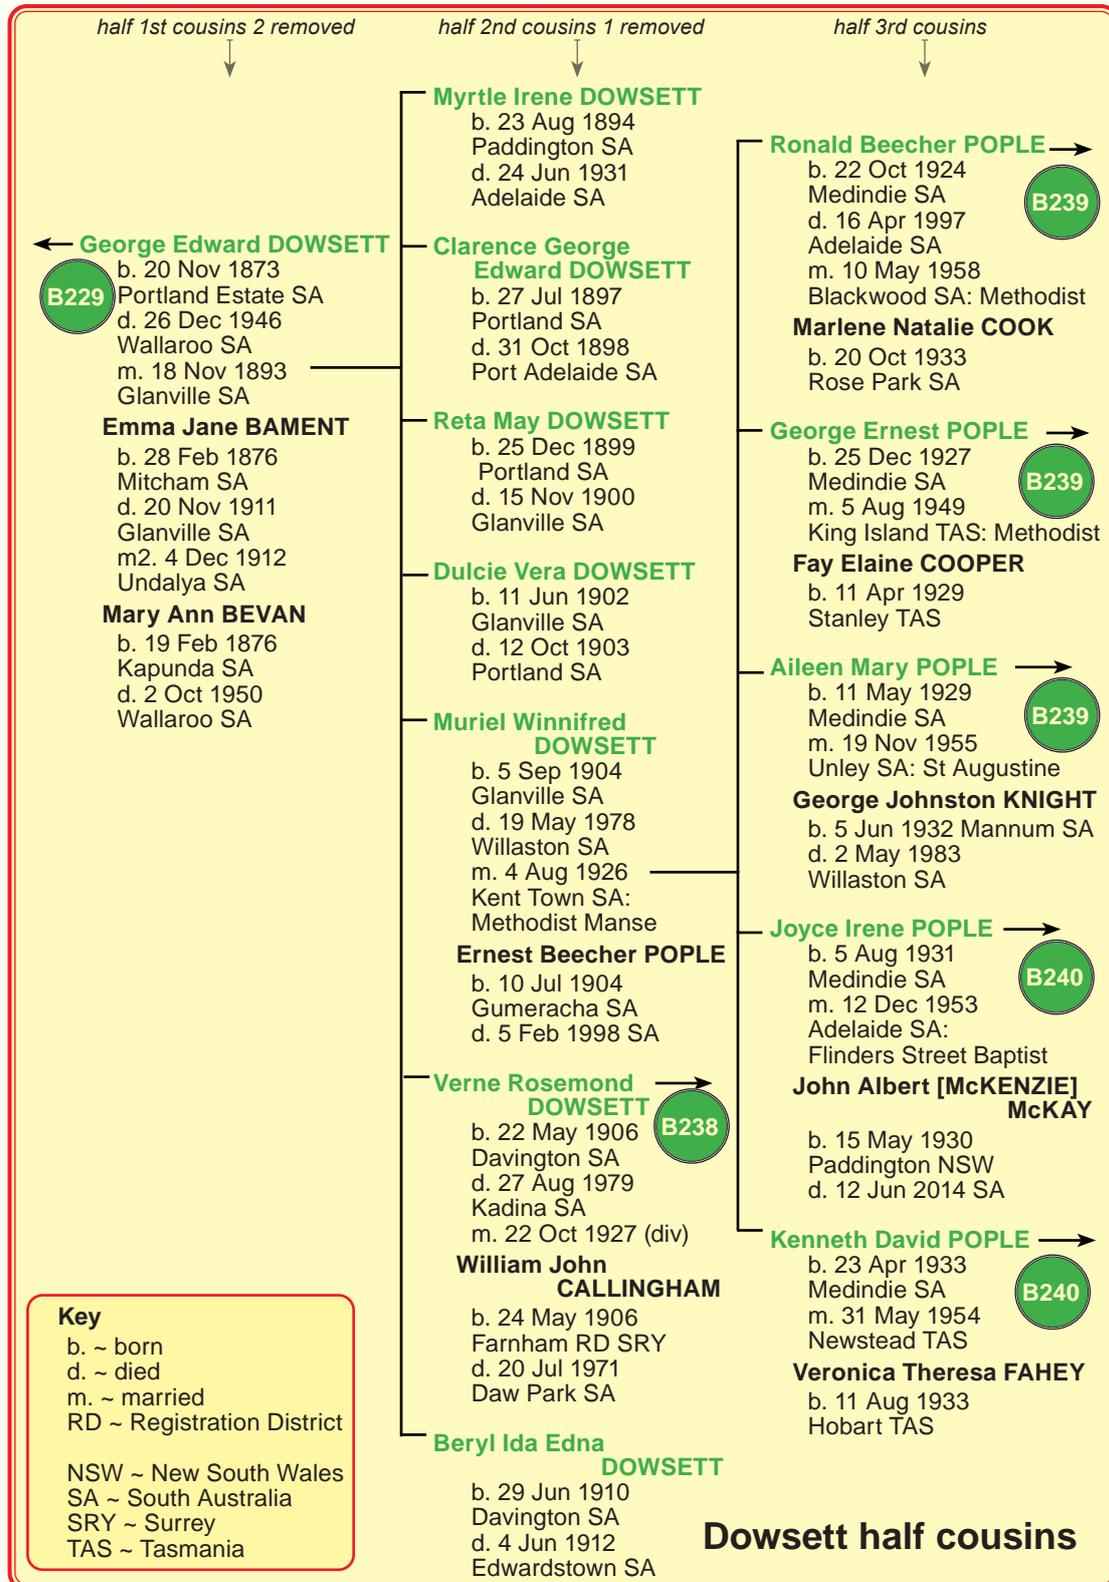 half 1st cousins 2 removed
half 2nd cousins 1 removed
half 3rd cousins
George Edward DOWSETT
B229
b. 20 Nov 1873
Portland Estate SA
d. 26 Dec 1946
Wallaroo SA
m. 18 Nov 1893
Glanville SA
Emma Jane BAMENT
b. 28 Feb 1876
Mitcham SA
d. 20 Nov 1911
Glanville SA
m2. 4 Dec 1912
Undalya SA
Mary Ann BEVAN
b. 19 Feb 1876
Kapunda SA
d. 2 Oct 1950
Wallaroo SA
Myrtle Irene DOWSETT
b. 23 Aug 1894
Paddington SA
d. 24 Jun 1931
Adelaide SA
Clarence George
Edward DOWSETT
b. 27 Jul 1897
Portland SA
d. 31 Oct 1898
Port Adelaide SA
Reta May DOWSETT
b. 25 Dec 1899
Portland SA
d. 15 Nov 1900
Glanville SA
Dulcie Vera DOWSETT
b. 11 Jun 1902
Glanville SA
d. 12 Oct 1903
Portland SA
Muriel Winnifred
DOWSETT
b. 5 Sep 1904
Glanville SA
d. 19 May 1978
Willaston SA
m. 4 Aug 1926
Kent Town SA:
Methodist Manse
Ernest Beecher POPLE
b. 10 Jul 1904
Gumeracha SA
d. 5 Feb 1998 SA
Verne Rosemond
DOWSETT
B238
b. 22 May 1906
Davington SA
d. 27 Aug 1979
Kadina SA
m. 22 Oct 1927 (div)
William John
CALLINGHAM
b. 24 May 1906
Farnham RD SRY
d. 20 Jul 1971
Daw Park SA
Beryl Ida Edna
DOWSETT
b. 29 Jun 1910
Davington SA
d. 4 Jun 1912
Edwardstown SA
Ronald Beecher POPLE
B239
b. 22 Oct 1924
Medindie SA
d. 16 Apr 1997
Adelaide SA
m. 10 May 1958
Blackwood SA: Methodist
Marlene Natalie COOK
b. 20 Oct 1933
Rose Park SA
George Ernest POPLE
B239
b. 25 Dec 1927
Medindie SA
m. 5 Aug 1949
King Island TAS: Methodist
Fay Elaine COOPER
b. 11 Apr 1929
Stanley TAS
Aileen Mary POPLE
B239
b. 11 May 1929
Medindie SA
m. 19 Nov 1955
Unley SA: St Augustine
George Johnston KNIGHT
b. 5 Jun 1932 Mannum SA
d. 2 May 1983
Willaston SA
Joyce Irene POPLE
B240
b. 5 Aug 1931
Medindie SA
m. 12 Dec 1953
Adelaide SA:
Flinders Street Baptist
John Albert [McKENZIE]
McKAY
b. 15 May 1930
Paddington NSW
d. 12 Jun 2014 SA
Kenneth David POPLE
B240
b. 23 Apr 1933
Medindie SA
m. 31 May 1954
Newstead TAS
Veronica Theresa FAHEY
b. 11 Aug 1933
Hobart TAS
Key
b. ~ born
d. ~ died
m. ~ married
RD ~ Registration District
NSW ~ New South Wales
SA ~ South Australia
SRY ~ Surrey
TAS ~ Tasmania
Dowsett half cousins